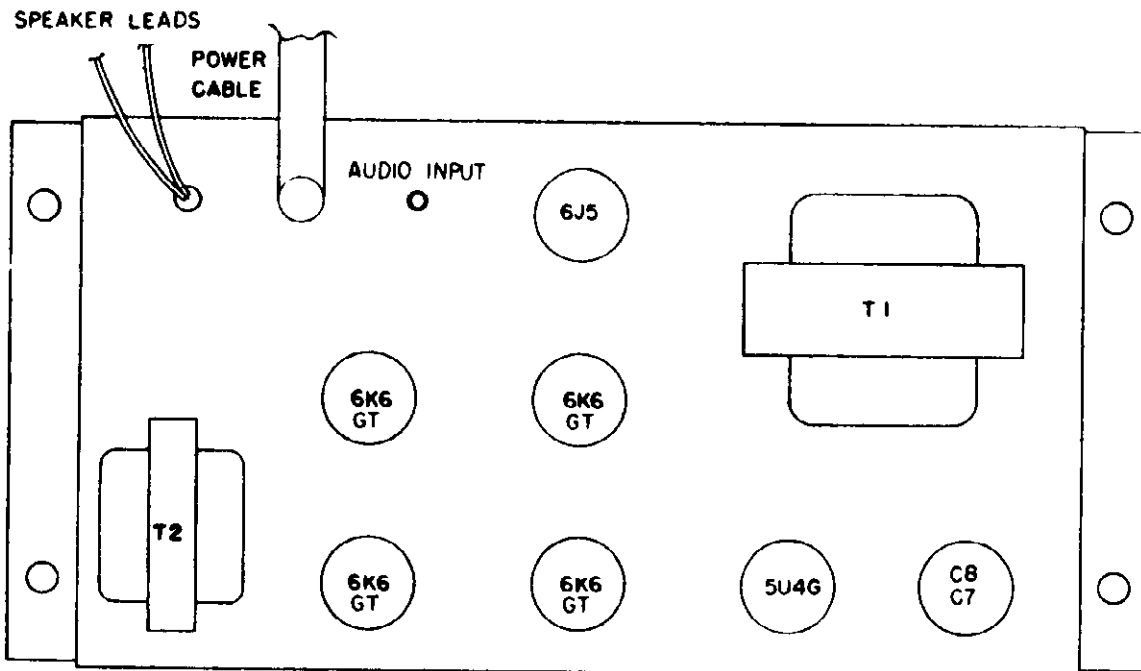 SPEAKER LEADS
POWER
CABLE
AUDIO INPUT
6J5
T1
6K6
GT
6K6
GT
T2
6K6
GT
6K6
GT
5U4G
C8
C7